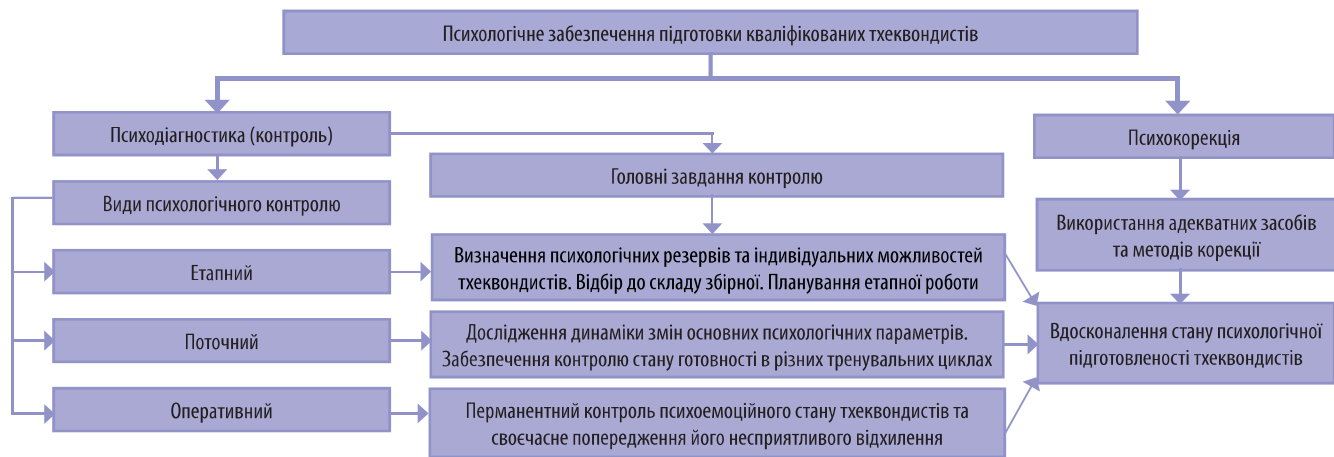 Психологічне забезпечення підготовки кваліфікованих тхеквондистів
Психодіагностика (контроль)
Психокорекція
Головні завдання контролю
Види психологічного контролю
Використання адекватних засобів
та методів корекції
Етапний
Визначення психологічних резервів та індивідуальних можливостей
тхеквондистів. Відбір до складу збірної. Планування етапної роботи
Поточний
Дослідження динаміки змін основних психологічних параметрів.
Забезпечення контролю стану готовності в різних тренувальних циклах
Вдосконалення стану психологічної
підготовленості тхеквондистів
Оперативний
Перманентний контроль психоемоційного стану тхеквондистів та
своєчасне попередження його несприятливого відхилення